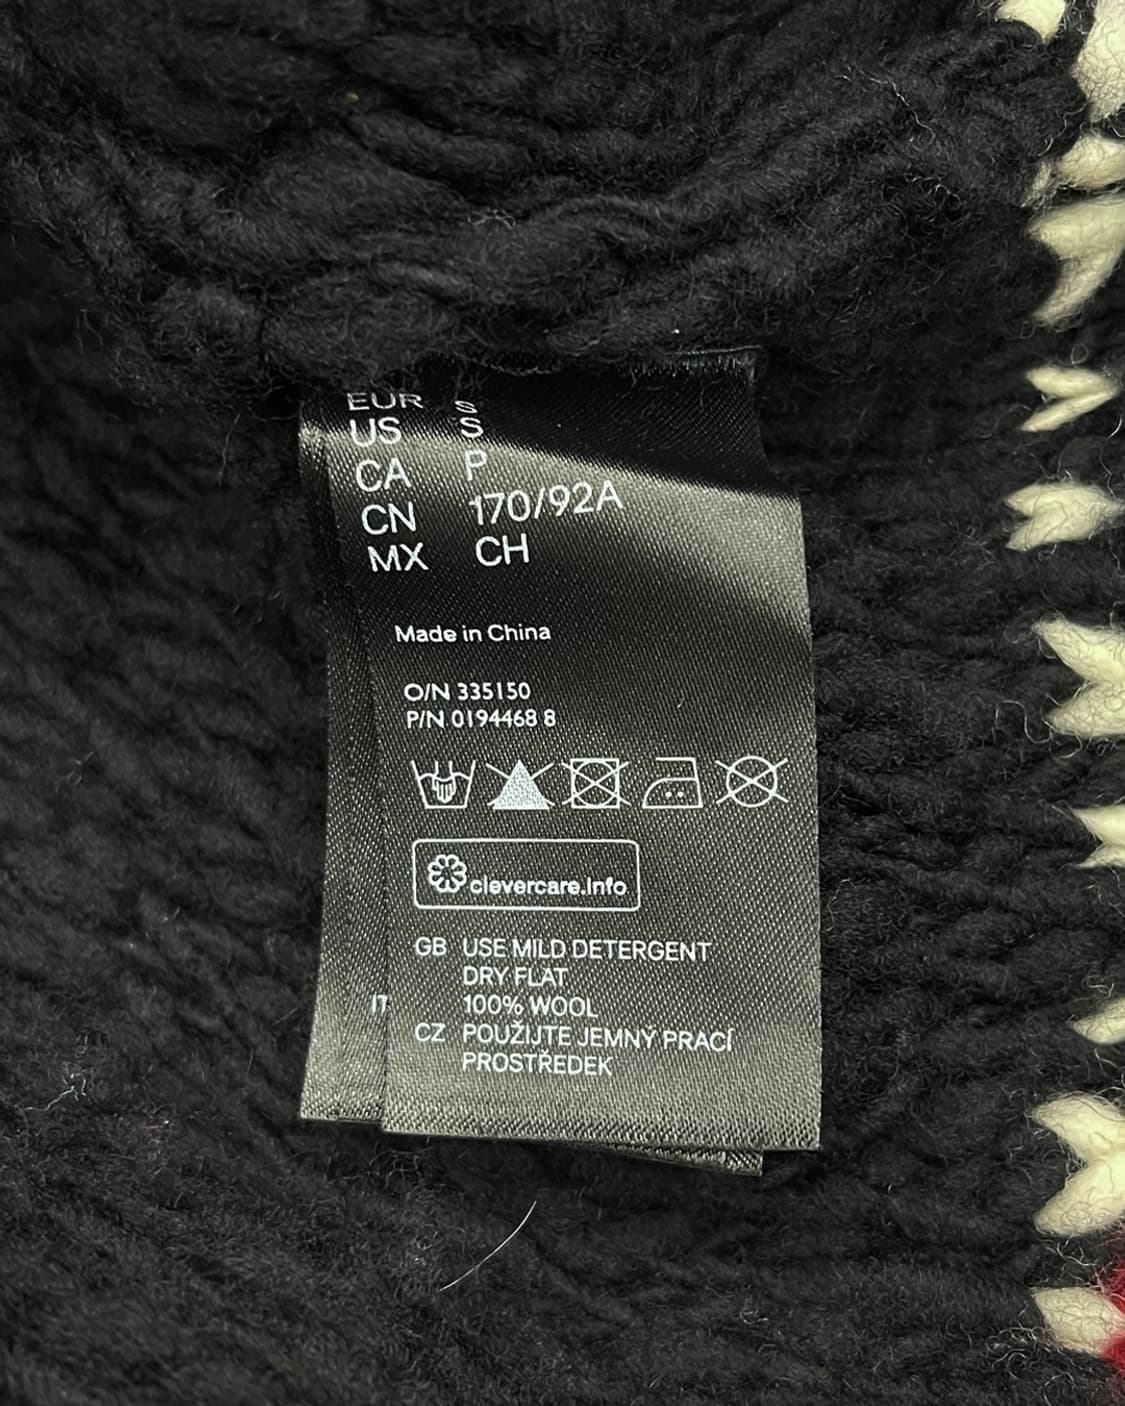 EUR S
US S
CA P
CN 170/92A
MX CH
Made in China
O/N 335150
P/N 0194468 8
clevercare.info
GB USE MILD DETERGENT
DRY FLAT
IT 100% WOOL
CZ POUŽIJTE JEMNÝ PRACÍ
PROSTŘEDEK